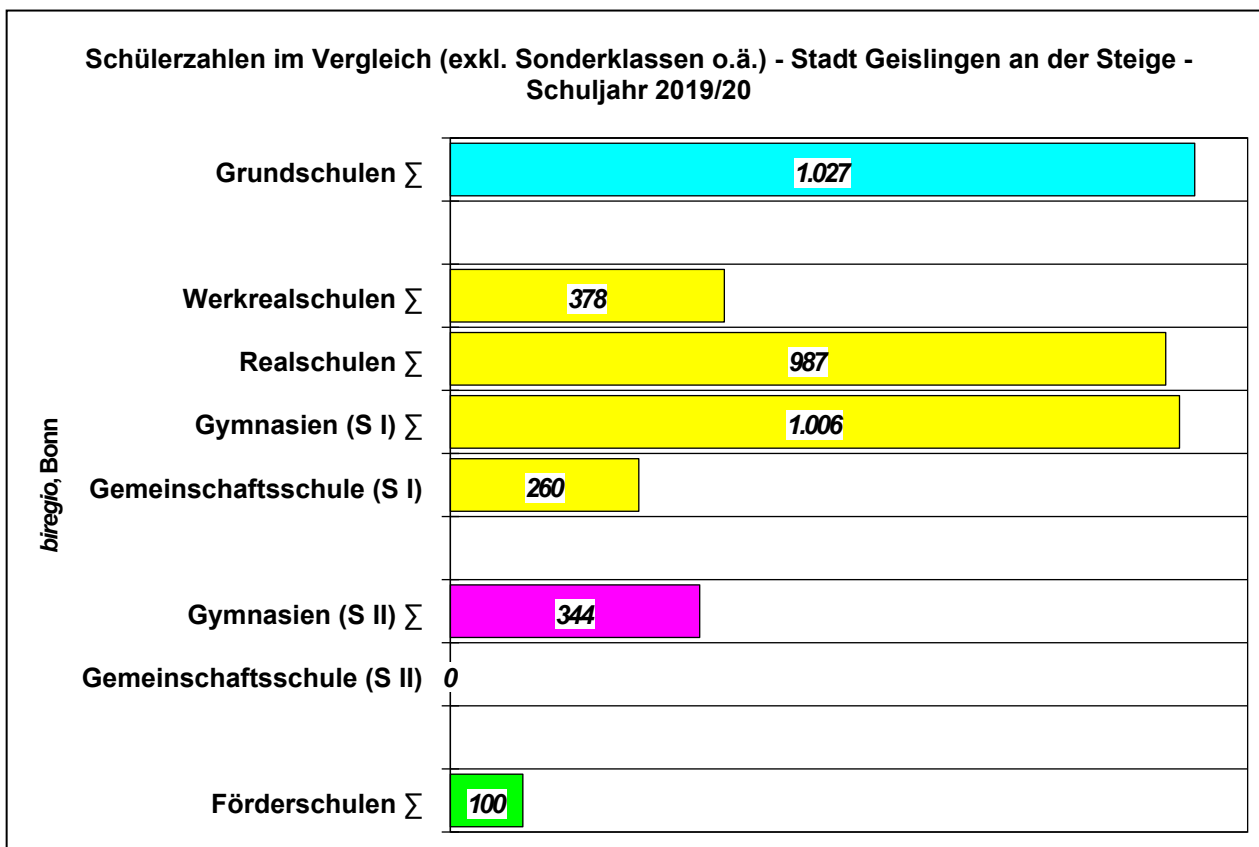 Schülerzahlen im Vergleich (exkl. Sonderklassen o.ä.) - Stadt Geislingen an der Steige -
Schuljahr 2019/20
Grundschulen ∑
1.027
Werkrealschulen ∑
378
Realschulen ∑
987
Gymnasien (S I) ∑
1.006
Gemeinschaftsschule (S I)
260
Gymnasien (S II) ∑
344
Gemeinschaftsschule (S II)
0
Förderschulen ∑
100
biregio, Bonn